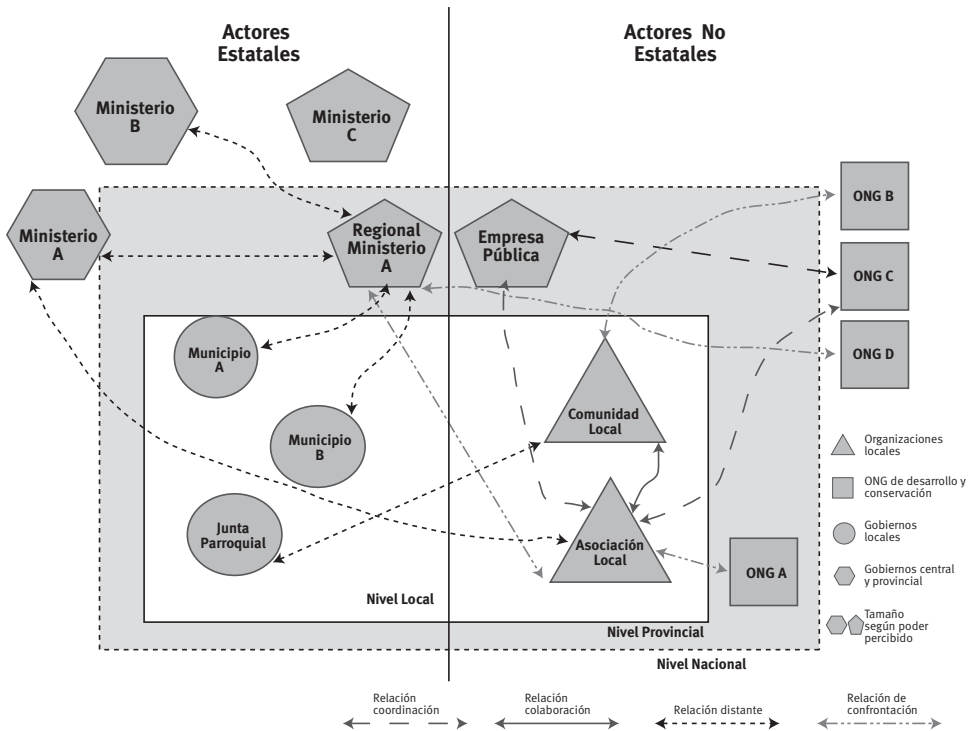 Actores
Estatales
Actores No
Estatales
Ministerio
B
Ministerio
C
Ministerio
A
Regional
Ministerio
A
Empresa
Pública
ONG B
ONG C
ONG D
Municipio
A
Municipio
B
Junta
Parroquial
Comunidad
Local
Asociación
Local
ONG A
Nivel Local
Nivel Provincial
Nivel Nacional
Organizaciones
locales
ONG de desarrollo y
conservación
Gobiernos
locales
Gobiernos central
y provincial
Tamaño
según poder
percibido
Relación
coordinación
Relación
colaboración
Relación distante
Relación de
confrontación